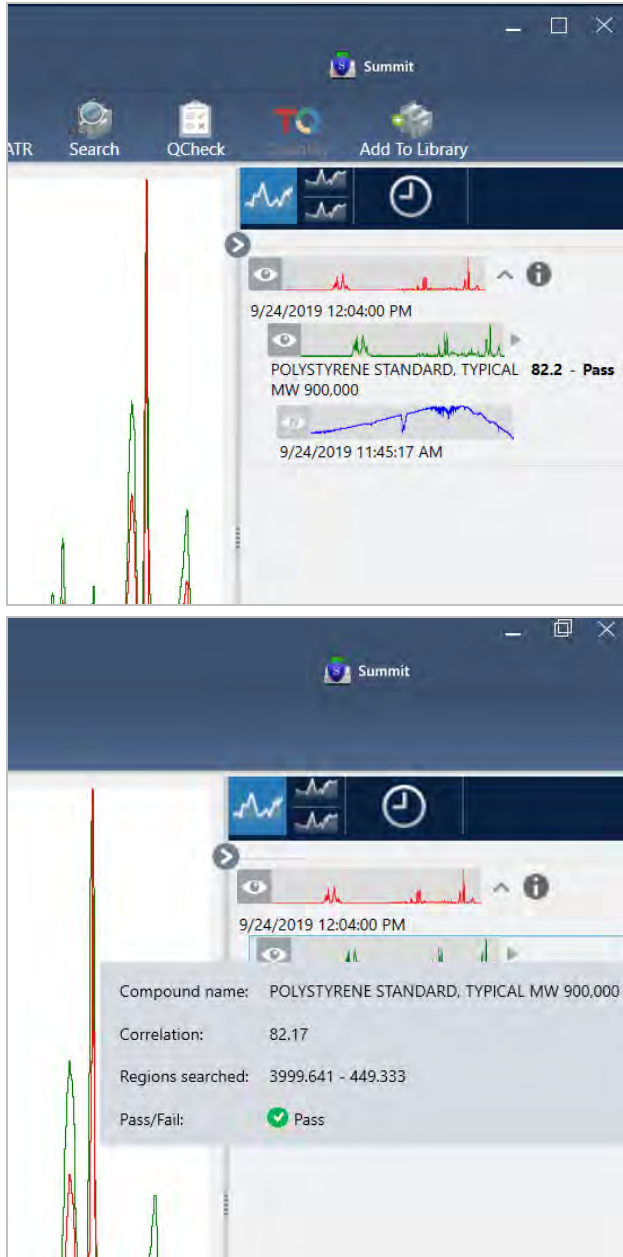 Summit
ATR Search QCheck Add To Library
9/24/2019 12:04:00 PM
POLYSTYRENE STANDARD, TYPICAL 82.2 - Pass
MW 900,000
9/24/2019 11:45:17 AM
Summit
9/24/2019 12:04:00 PM
Compound name: POLYSTYRENE STANDARD, TYPICAL MW 900,000
Correlation: 82.17
Regions searched: 3999.641 - 449.333
Pass/Fail: Pass